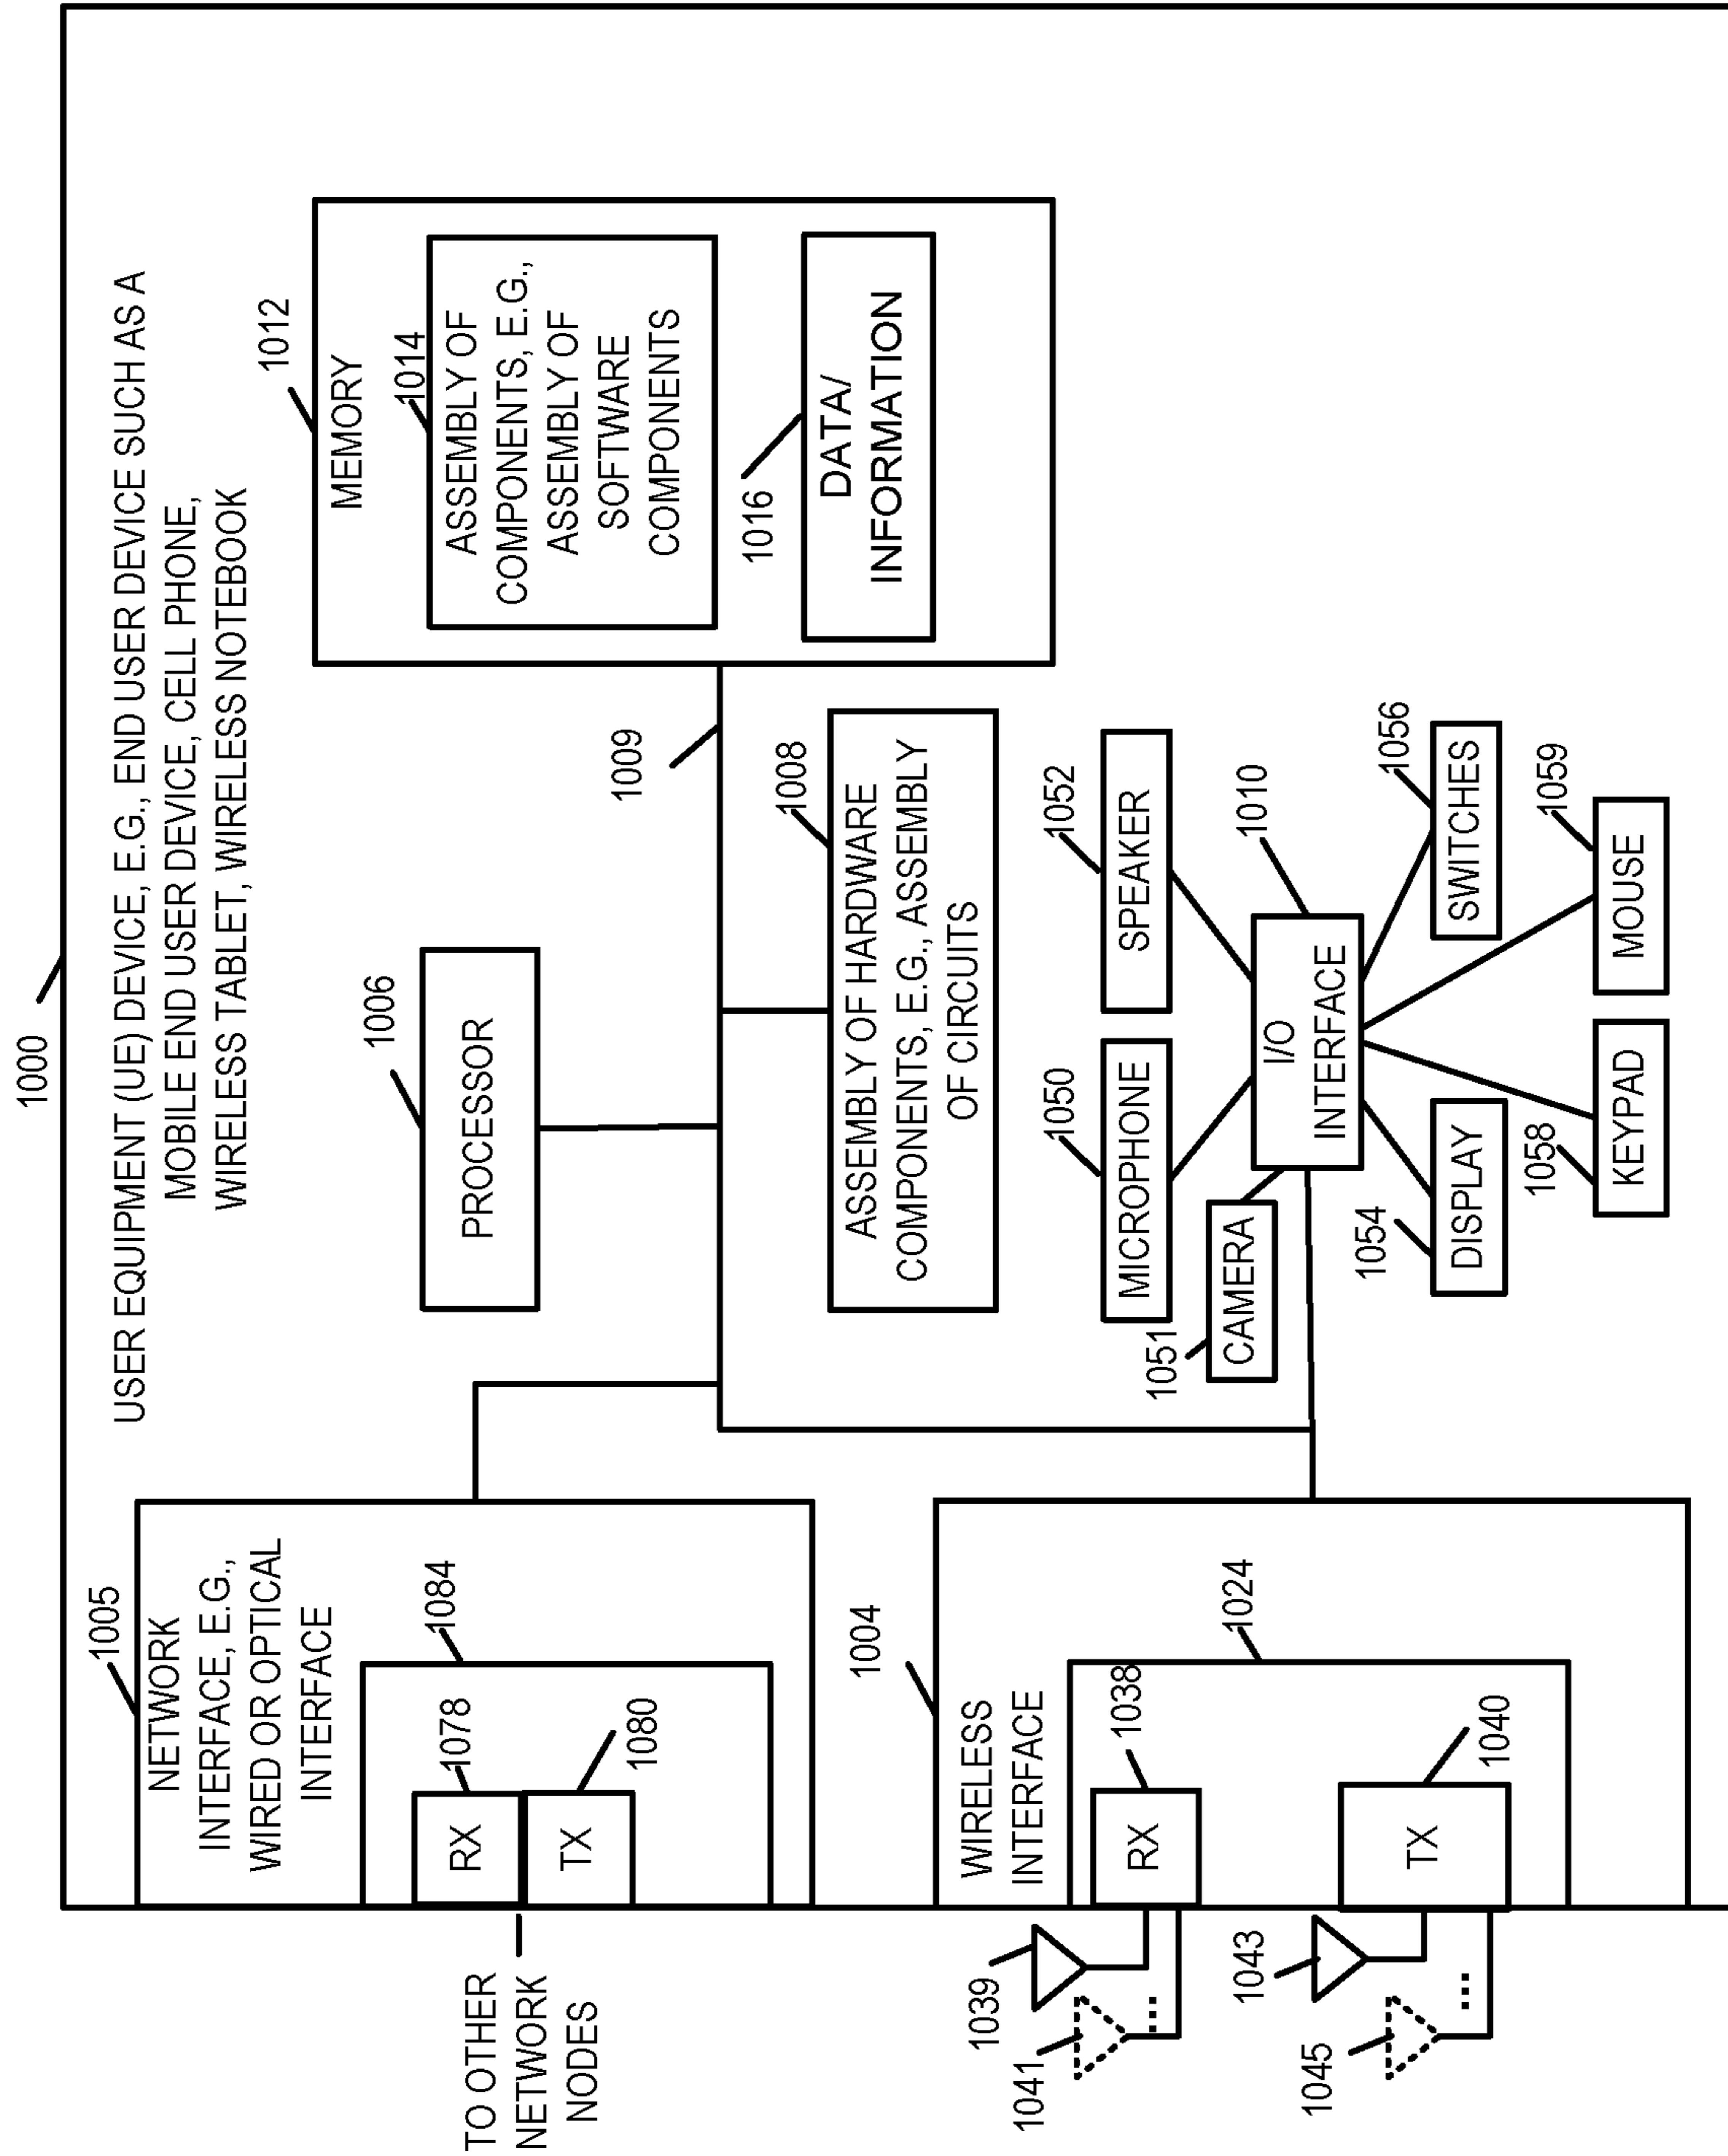 1000
USER EQUIPMENT (UE) DEVICE, E.G., END USER DEVICE SUCH AS A
MOBILE END USER DEVICE, CELL PHONE,
WIRELESS TABLET, WIRELESS NOTEBOOK
1005
NETWORK
INTERFACE, E.G.,
WIRED OR OPTICAL
INTERFACE
1084
1078
RX
TX
1080
TO OTHER
NETWORK
NODES
1006
PROCESSOR
1012
MEMORY
1014
ASSEMBLY OF
COMPONENTS, E.G.,
ASSEMBLY OF
SOFTWARE
COMPONENTS
1016
DATA/
INFORMATION
1009
1008
ASSEMBLY OF HARDWARE
COMPONENTS, E.G., ASSEMBLY
OF CIRCUITS
1004
WIRELESS
INTERFACE
1024
1038
RX
1040
TX
1039
1041
...
1043
1045
...
1050
MICROPHONE
1052
SPEAKER
1051
CAMERA
1010
I/O
INTERFACE
1054
DISPLAY
1056
SWITCHES
1058
KEYPAD
1059
MOUSE